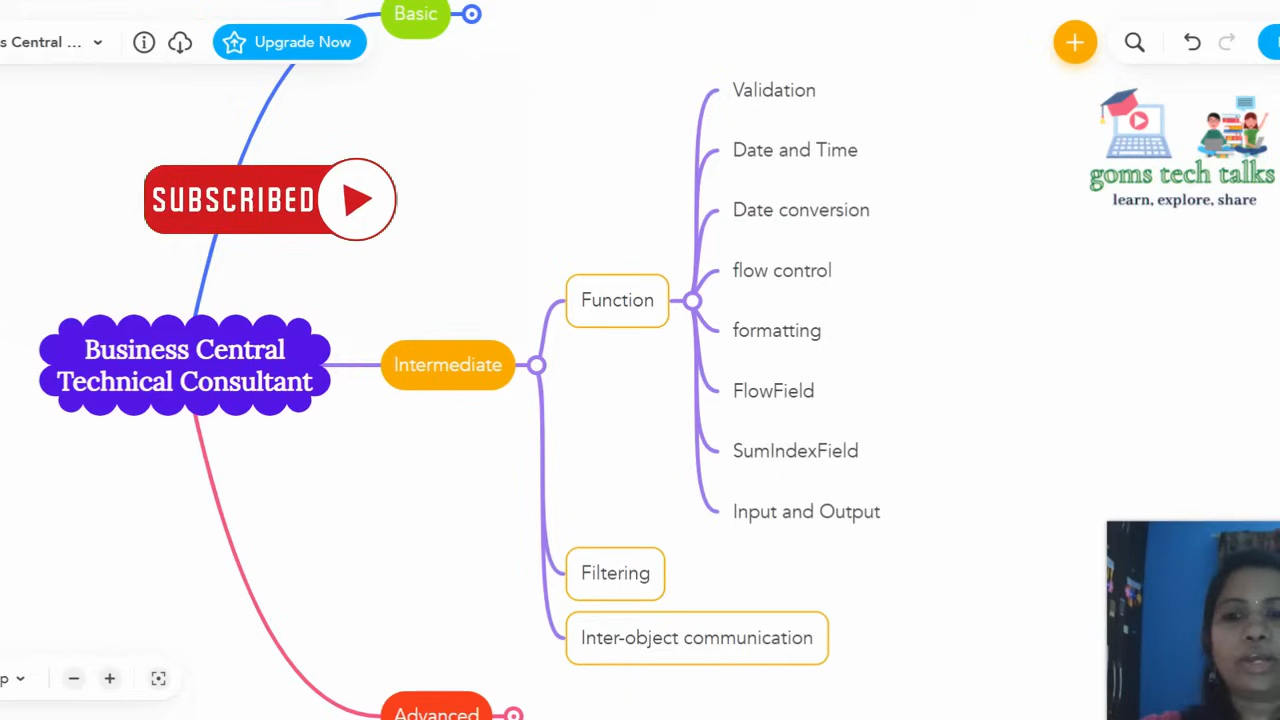 Basic
s Central ...
Upgrade Now
SUBSCRIBED
goms tech talks
learn, explore, share
Business Central
Technical Consultant
Intermediate
Function
Validation
Date and Time
Date conversion
flow control
formatting
FlowField
SumIndexField
Input and Output
Filtering
Inter-object communication
p
Advanced